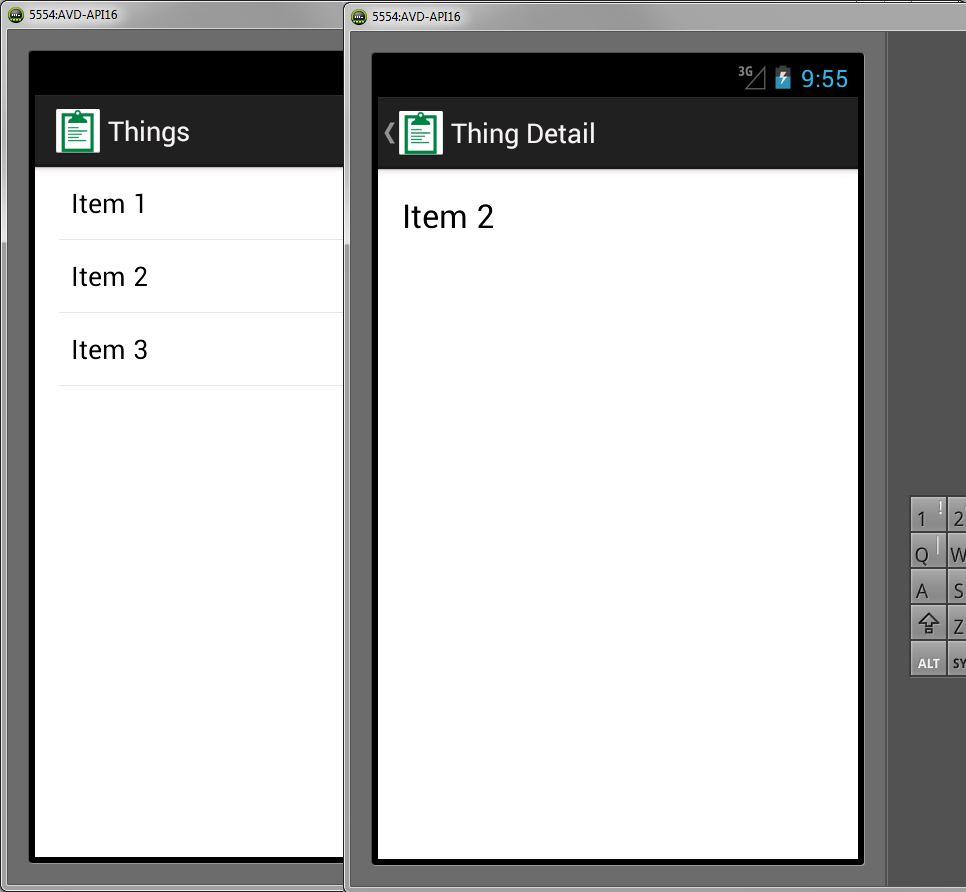 5554:AVD-API16
Things
Item 1
Item 2
Item 3
5554:AVD-API16
3G 9:55
Thing Detail
Item 2
1 ! 2
Q | W
A S
Z
ALT SY